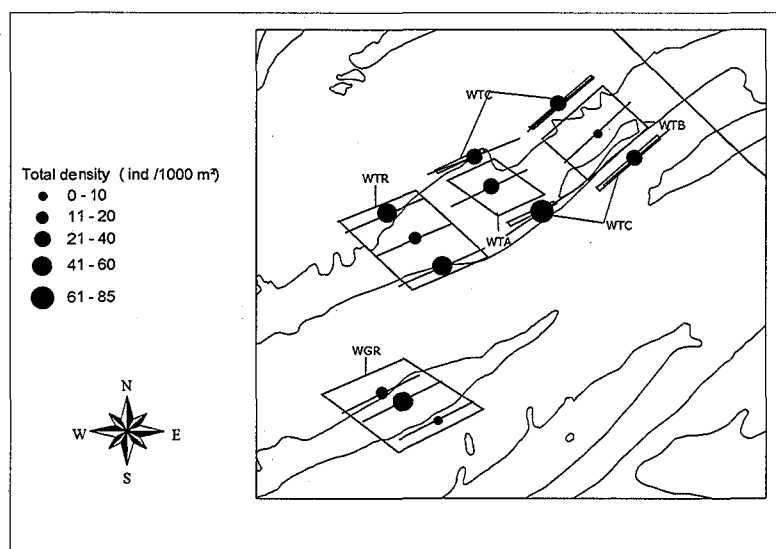 Total density ( ind /1000 m³)
0 - 10
11 - 20
21 - 40
41 - 60
61 - 85
N
W E
S
WTC
WTB
WTR
WTA
WTC
WGR